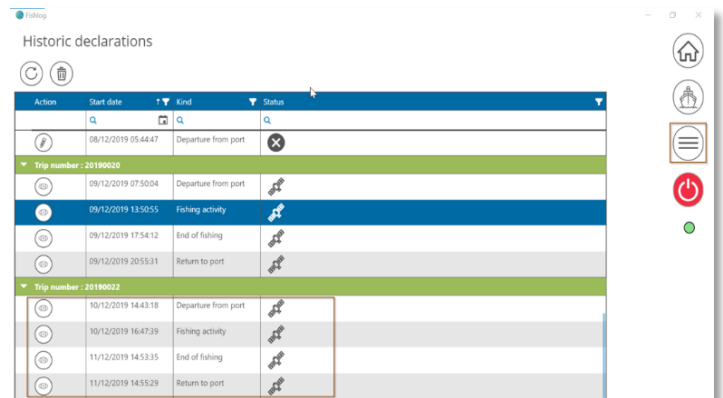 Fishlog
Historic declarations
Action Start date Kind Status
08/12/2019 05:44:47 Departure from port
Trip number : 20190020
09/12/2019 07:50:04 Departure from port
09/12/2019 13:50:55 Fishing activity
09/12/2019 17:54:12 End of fishing
09/12/2019 20:55:31 Return to port
Trip number : 20190022
10/12/2019 14:43:18 Departure from port
10/12/2019 16:47:39 Fishing activity
11/12/2019 14:53:35 End of fishing
11/12/2019 14:55:29 Return to port